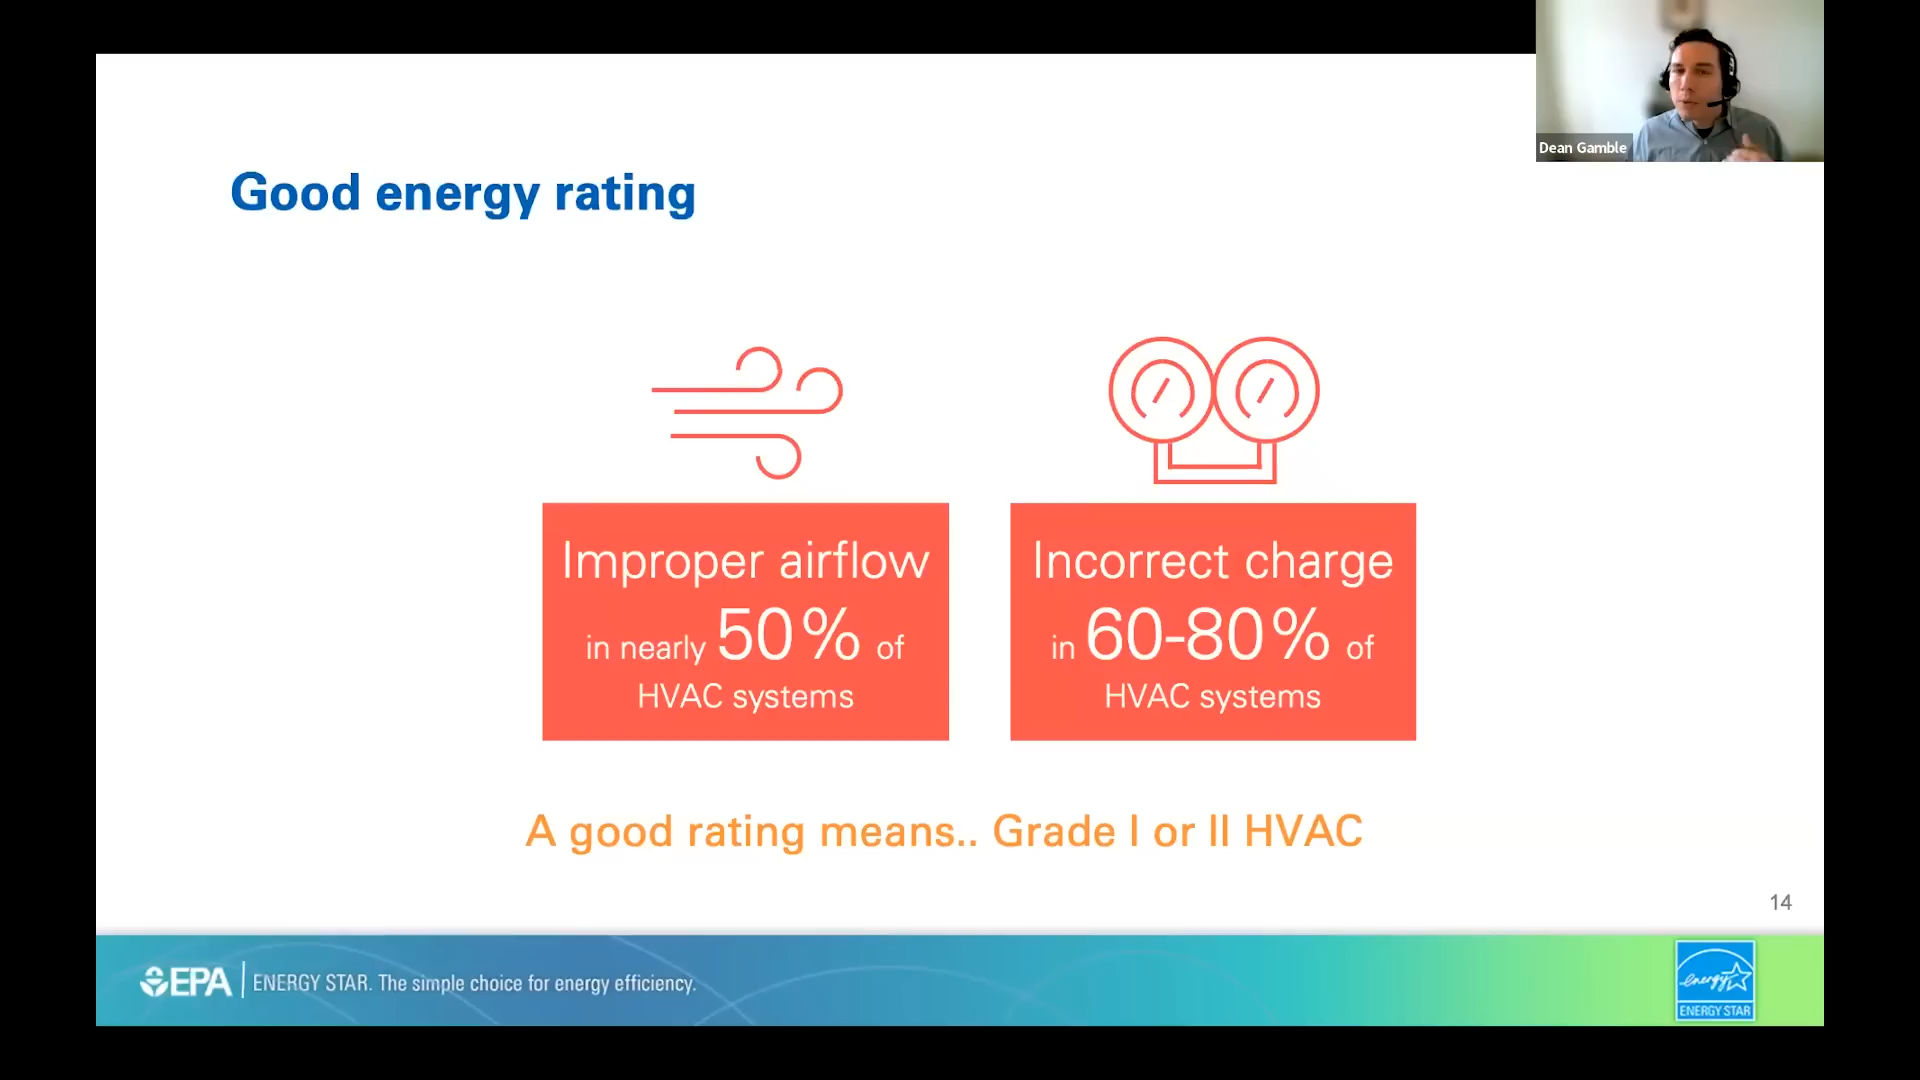 Dean Gamble
Good energy rating
Improper airflow
in nearly 50% of
HVAC systems
Incorrect charge
in 60-80% of
HVAC systems
A good rating means.. Grade I or II HVAC
14
EPA ENERGY STAR. The simple choice for energy efficiency.
energy
ENERGY STAR